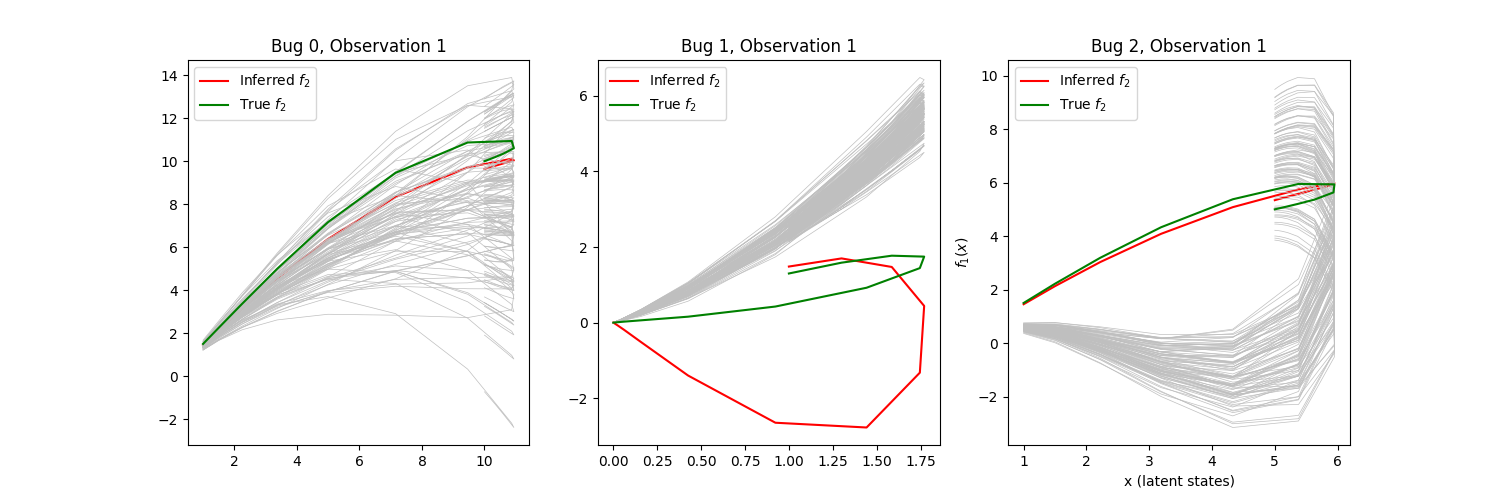 Bug 0, Observation 1
Inferred f₂
True f₂
14
12
10
8
6
4
2
0
−2
2 4 6 8 10
Bug 1, Observation 1
Inferred f₂
True f₂
6
4
2
0
−2
0.00 0.25 0.50 0.75 1.00 1.25 1.50 1.75
Bug 2, Observation 1
Inferred f₂
True f₂
f₁(x)
10
8
6
4
2
0
−2
1 2 3 4 5 6
x (latent states)